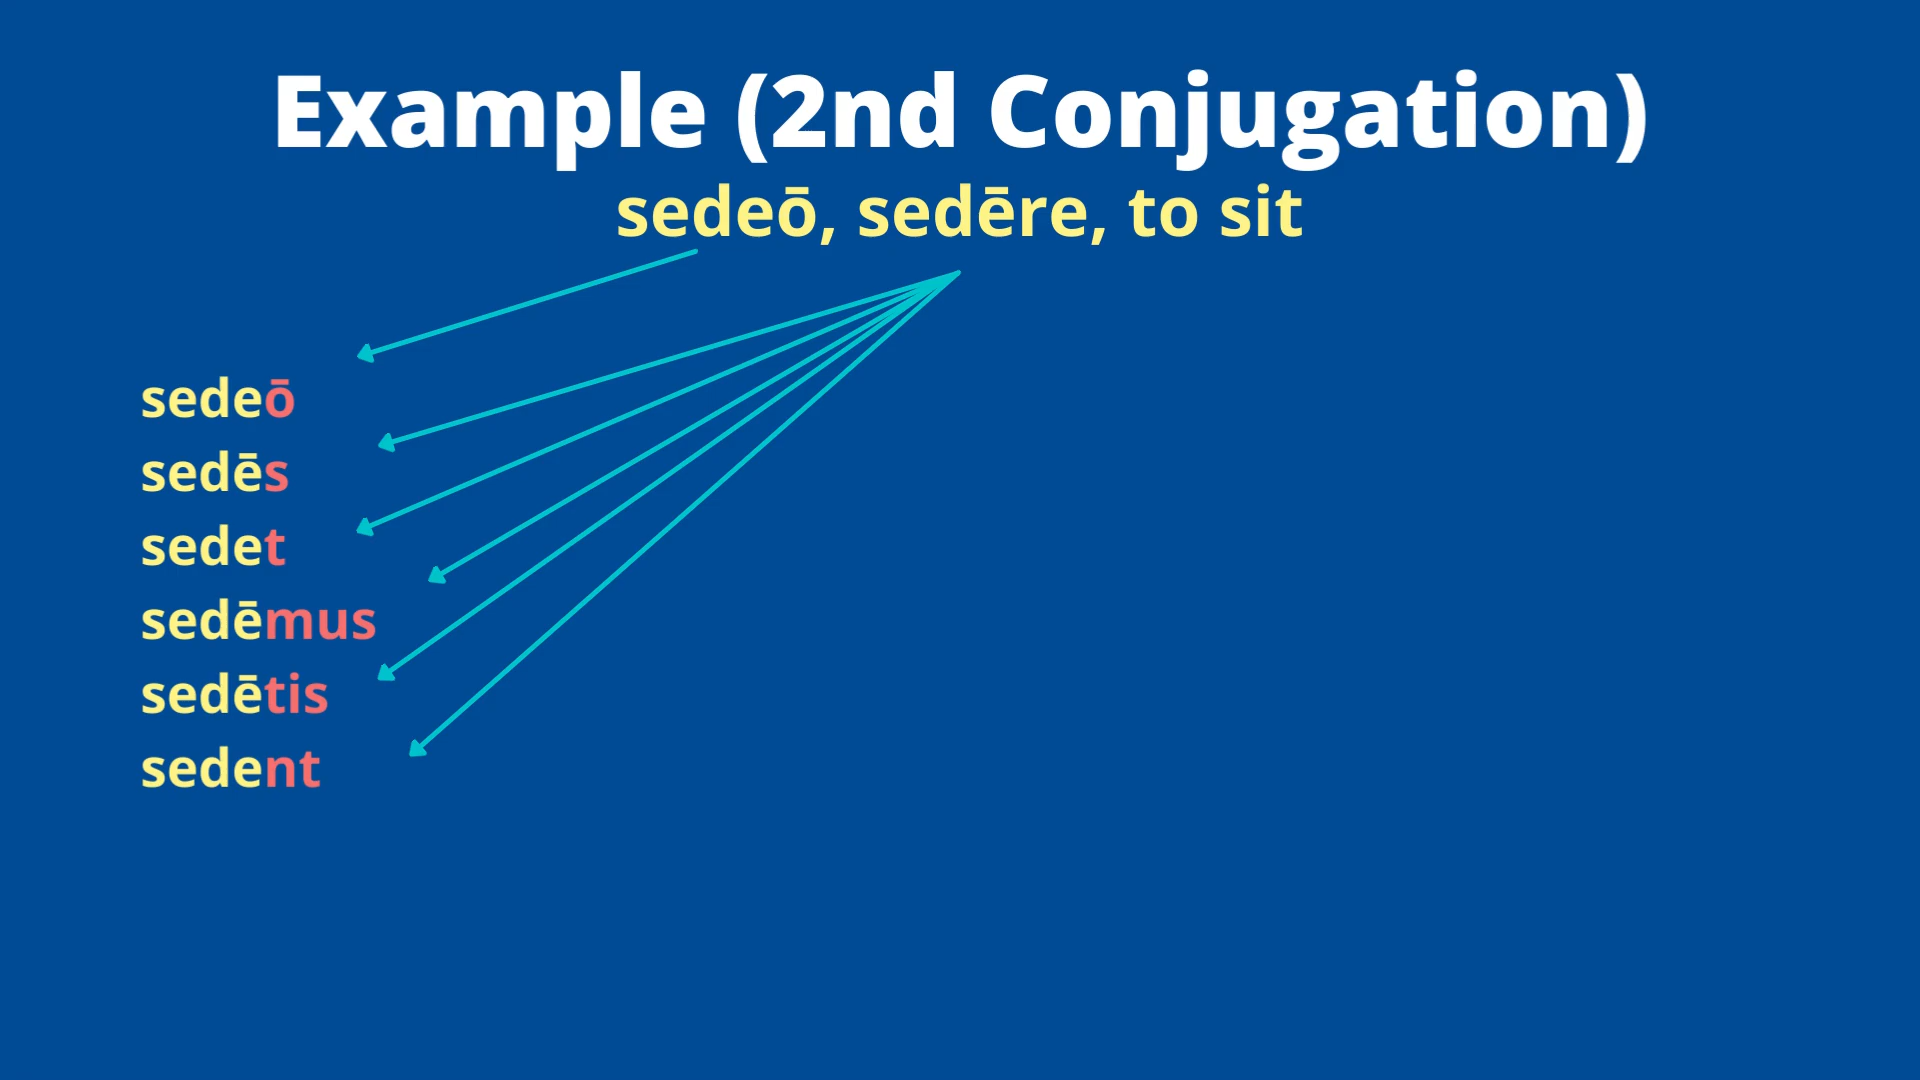 Example (2nd Conjugation)
sedeō, sedēre, to sit
sedeō
sedēs
sedet
sedēmus
sedētis
sedent